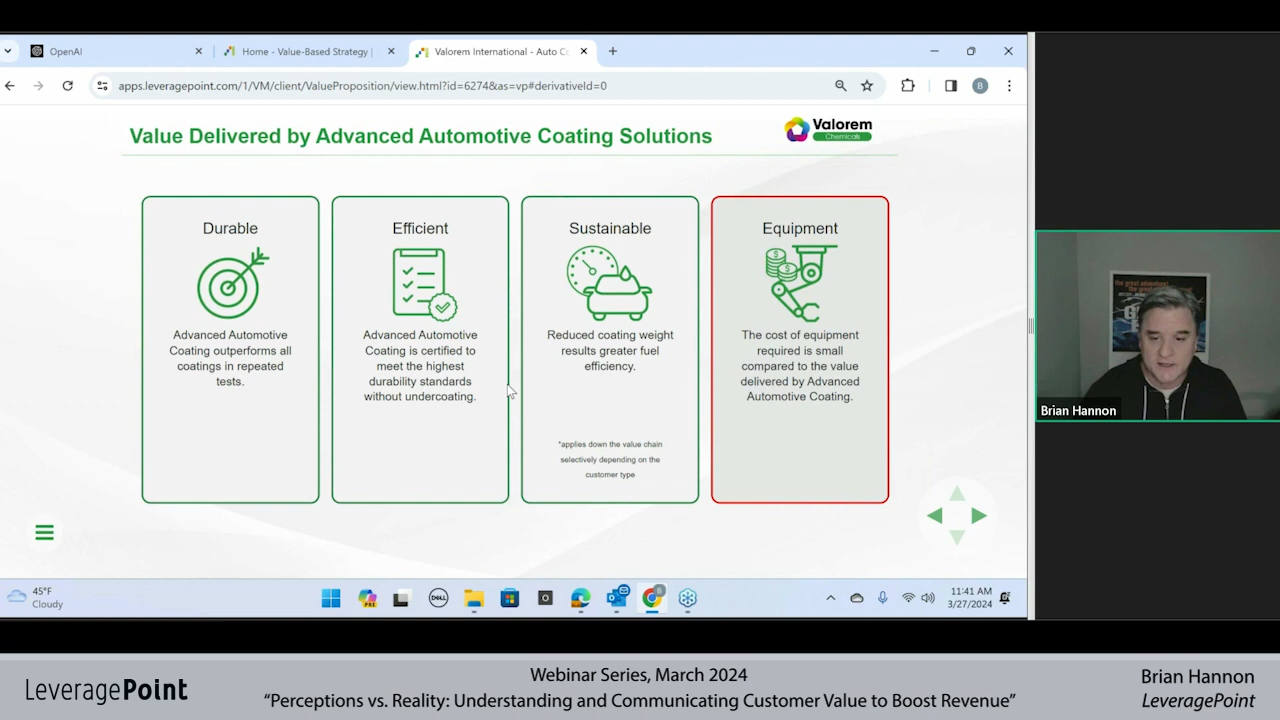 OpenAI
Home - Value-Based Strategy |
Valorem International - Auto Co
apps.leveragepoint.com/1/VM/client/ValueProposition/view.html?id=6274&as=vp#derivativeId=0
B
Value Delivered by Advanced Automotive Coating Solutions
Valorem
Chemicals
Durable
Advanced Automotive
Coating outperforms all
coatings in repeated
tests.
Efficient
Advanced Automotive
Coating is certified to
meet the highest
durability standards
without undercoating.
Sustainable
Reduced coating weight
results greater fuel
efficiency.
*applies down the value chain
selectively depending on the
customer type
Equipment
The cost of equipment
required is small
compared to the value
delivered by Advanced
Automotive Coating.
The great adventure
Brian Hannon
45°F
Cloudy
PRE
DELL
11:41 AM
3/27/2024
LeveragePoint
Webinar Series, March 2024
“Perceptions vs. Reality: Understanding and Communicating Customer Value to Boost Revenue”
Brian Hannon
LeveragePoint